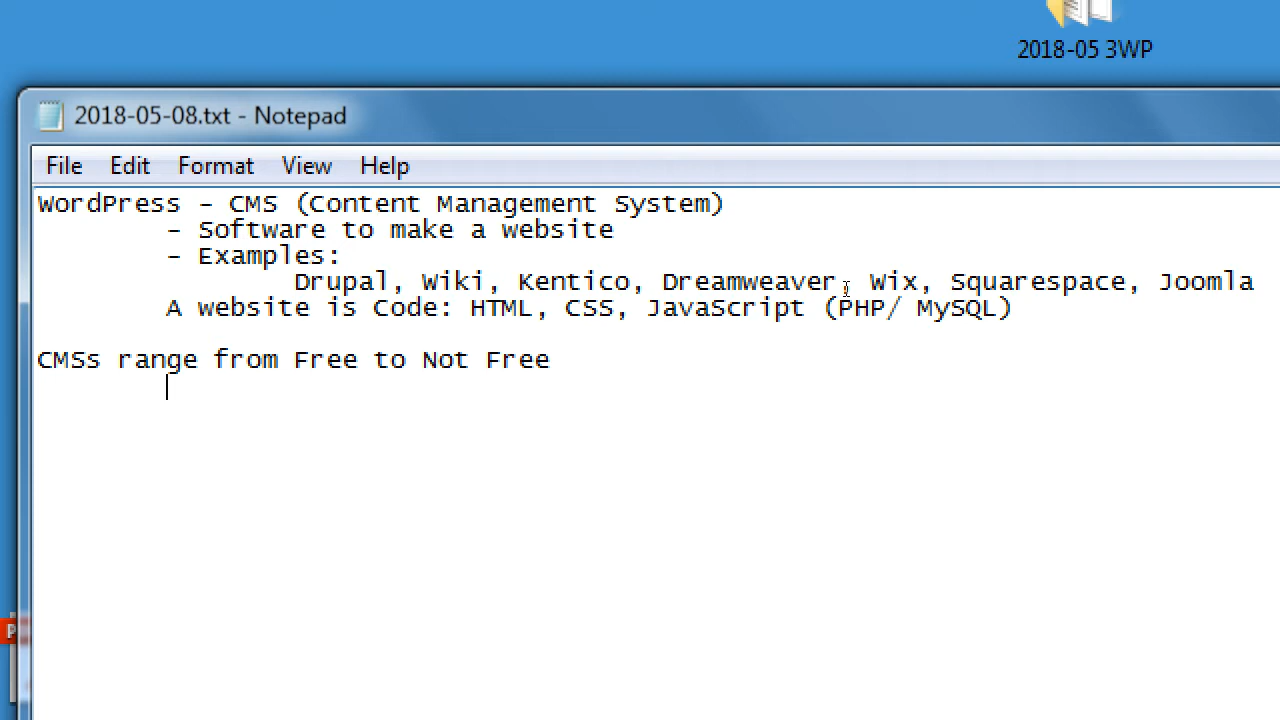 2018-05 3WP
2018-05-08.txt - Notepad
File Edit Format View Help
WordPress - CMS (Content Management System)
- Software to make a website
- Examples:
Drupal, Wiki, Kentico, Dreamweaver, Wix, Squarespace, Joomla
A website is Code: HTML, CSS, JavaScript (PHP/ MySQL)
CMSs range from Free to Not Free
P